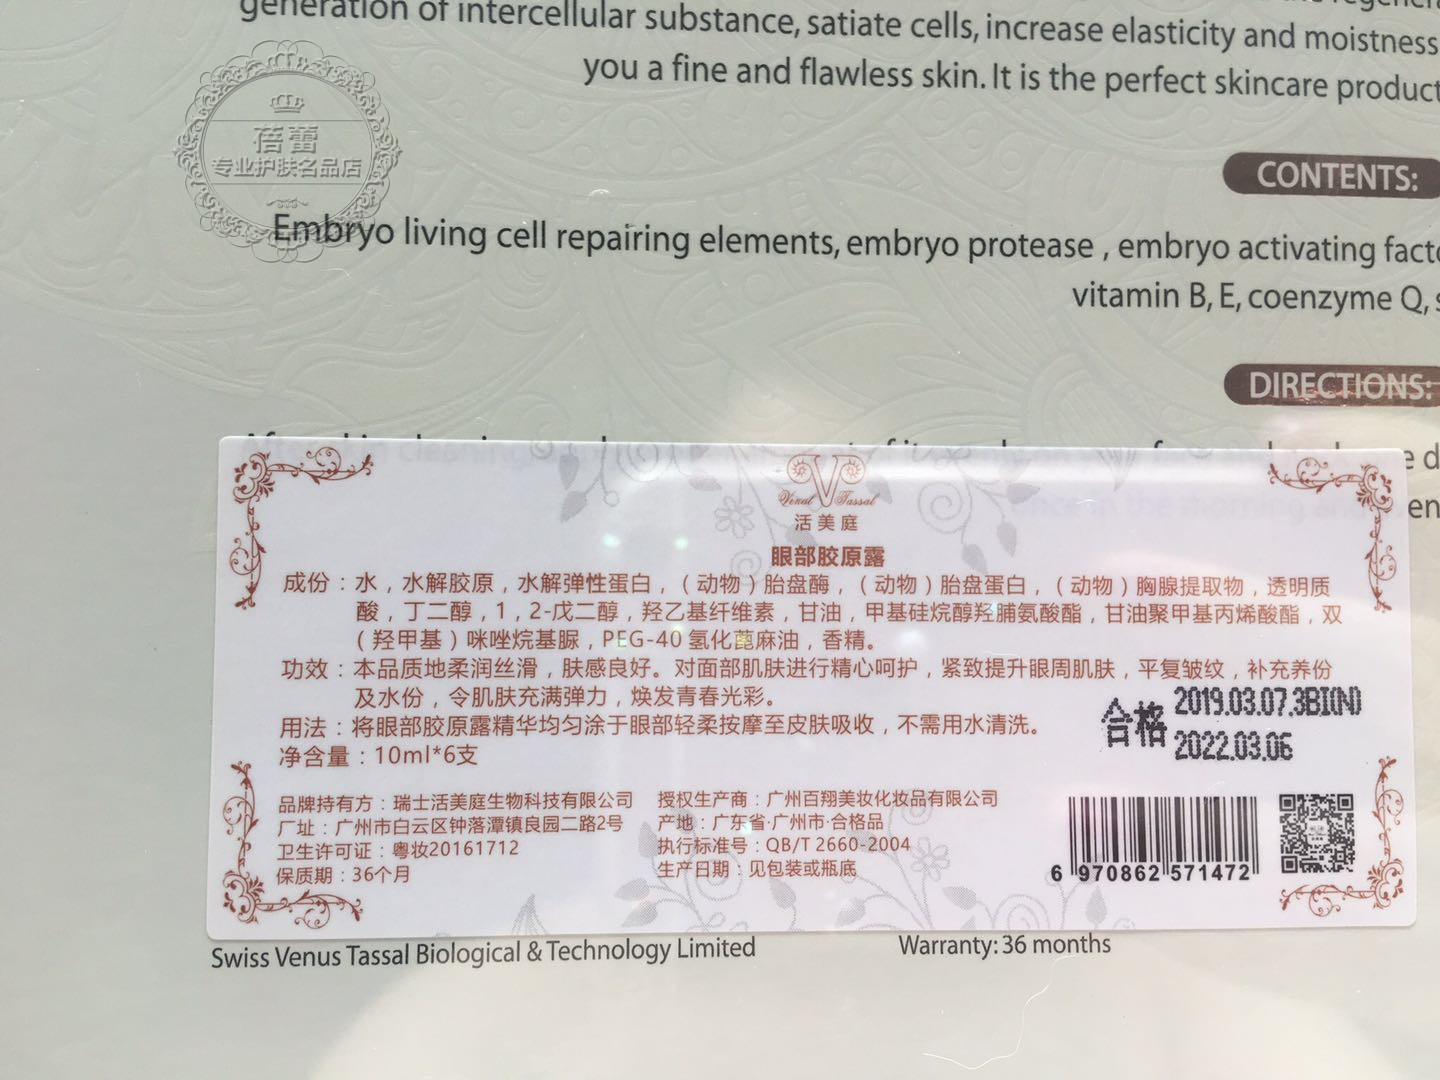 generation of intercellular substance, satiate cells, increase elasticity and moistness
you a fine and flawless skin. It is the perfect skincare product
蓓蕾
专业护肤名品店
CONTENTS:
Embryo living cell repairing elements, embryo protease , embryo activating
vitamin B, E, coenzyme Q,
DIRECTIONS:
活美庭
眼部胶原露
成份：水，水解胶原，水解弹性蛋白，（动物）胎盘酶，（动物）胎盘蛋白，（动物）胸腺提取物，透明质
酸，丁二醇，1，2-戊二醇，羟乙基纤维素，甘油，甲基硅烷醇羟脯氨酸酯，甘油聚甲基丙烯酸酯，双
（羟甲基）咪唑烷基脲，PEG-40氢化蓖麻油，香精。
功效：本品质地柔润丝滑，肤感良好。对面部肌肤进行精心呵护，紧致提升眼周肌肤，平复皱纹，补充养份
及水份，令肌肤充满弹力，焕发青春光彩。
用法：将眼部胶原露精华均匀涂于眼部轻柔按摩至皮肤吸收，不需用水清洗。
净含量：10ml*6支
合格 2019.03.07.3BI(N)
2022.03.06
品牌持有方：瑞士活美庭生物科技有限公司
厂址：广州市白云区钟落潭镇良园二路2号
卫生许可证：粤妆20161712
保质期：36个月
授权生产商：广州百翔美妆化妆品有限公司
产地：广东省·广州市·合格品
执行标准号：QB/T 2660-2004
生产日期：见包装或瓶底
6 970862 571472
Swiss Venus Tassal Biological & Technology Limited
Warranty: 36 months